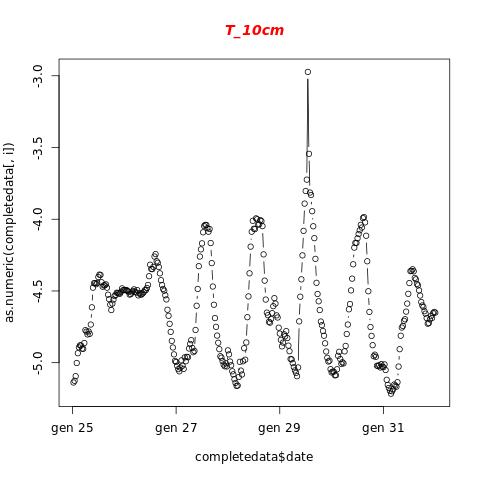 T_10cm
as.numeric(completedata[, i])
-3.0
-3.5
-4.0
-4.5
-5.0
gen 25
gen 27
gen 29
gen 31
completedata$date